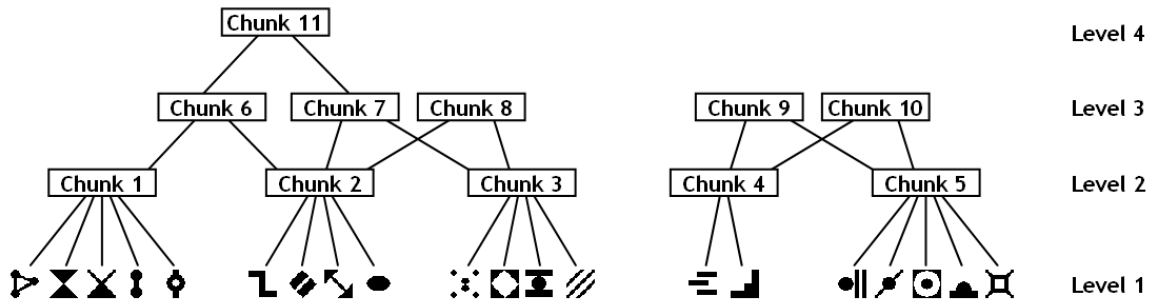 Chunk 11
Level 4
Chunk 6
Chunk 7
Chunk 8
Chunk 9
Chunk 10
Level 3
Chunk 1
Chunk 2
Chunk 3
Chunk 4
Chunk 5
Level 2
Level 1